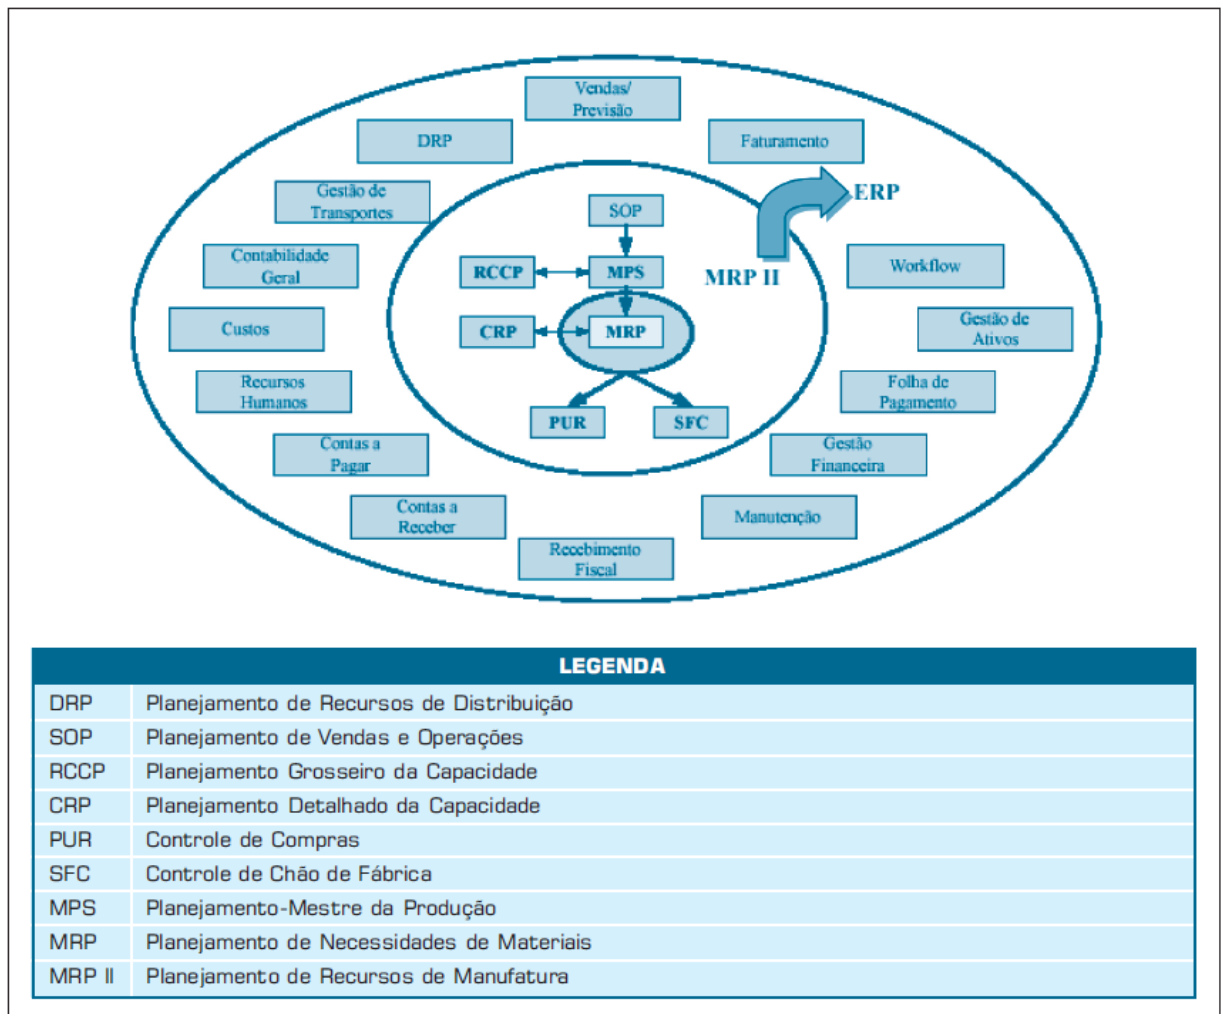 Vendas/
Previsão
DRP
Faturamento
Gestão de
Transportes
ERP
SOP
Contabilidade
Geral
RCCP
MPS
MRP II
Workflow
Custos
CRP
MRP
Gestão de
Ativos
Recursos
Humanos
Folha de
Pagamento
PUR
SFC
Contas a
Pagar
Gestão
Financeira
Contas a
Receber
Manutenção
Recebimento
Fiscal
LEGENDA
DRP Planejamento de Recursos de Distribuição
SOP Planejamento de Vendas e Operações
RCCP Planejamento Grosseiro da Capacidade
CRP Planejamento Detalhado da Capacidade
PUR Controle de Compras
SFC Controle de Chão de Fábrica
MPS Planejamento-Mestre da Produção
MRP Planejamento de Necessidades de Materiais
MRP II Planejamento de Recursos de Manufatura